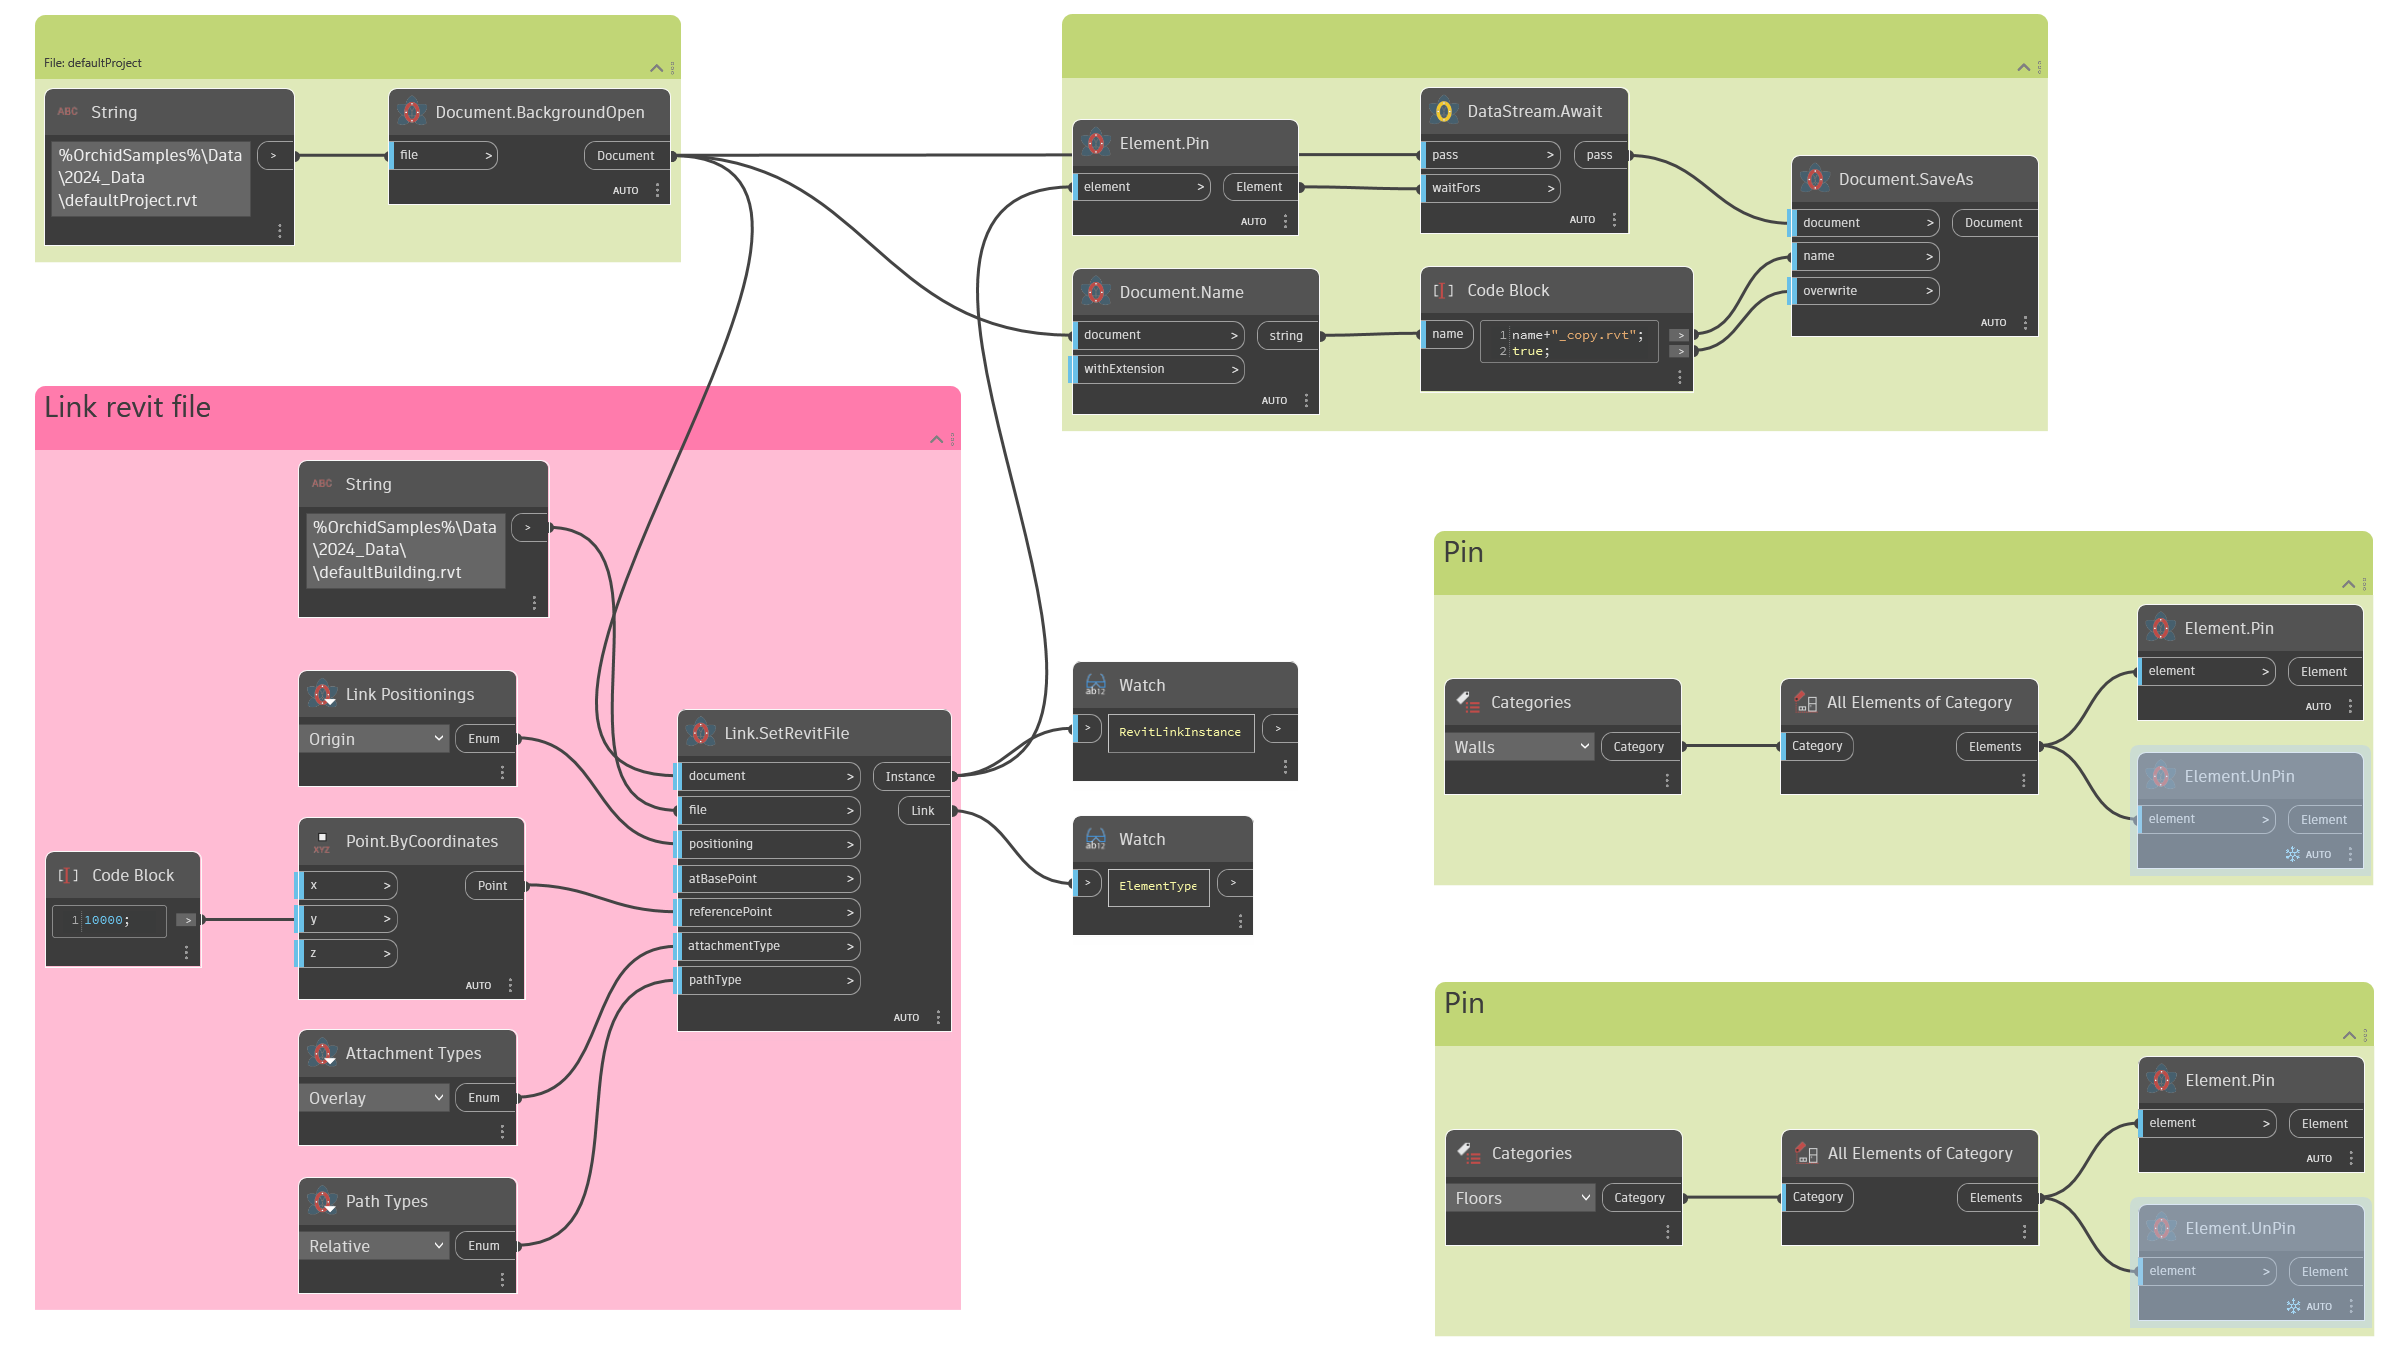 File: defaultProject
String
%OrchidSamples%\Data
\2024_Data
\defaultProject.rvt
>
Document.BackgroundOpen
file >
Document
AUTO
Element.Pin
element >
Element
AUTO
DataStream.Await
pass >
pass
waitFors >
AUTO
Document.SaveAs
document >
Document
name >
overwrite >
AUTO
Document.Name
document >
string
withExtension >
AUTO
Code Block
name
1 name+"_copy.rvt";
2 true;
>
>
Link revit file
String
%OrchidSamples%\Data
\2024_Data\
\defaultBuilding.rvt
>
Link Positionings
Origin
Enum
Code Block
1 10000;
>
Point.ByCoordinates
x >
Point
y >
z >
AUTO
Attachment Types
Overlay
Enum
Path Types
Relative
Enum
Link.SetRevitFile
document >
Instance
file >
Link
positioning >
atBasePoint >
referencePoint >
attachmentType >
pathType >
AUTO
Watch
>
RevitLinkInstance
>
Watch
>
ElementType
>
Pin
Categories
Walls
Category
All Elements of Category
Category
Elements
Element.Pin
element >
Element
AUTO
Element.UnPin
element >
Element
AUTO
Pin
Categories
Floors
Category
All Elements of Category
Category
Elements
Element.Pin
element >
Element
AUTO
Element.UnPin
element >
Element
AUTO